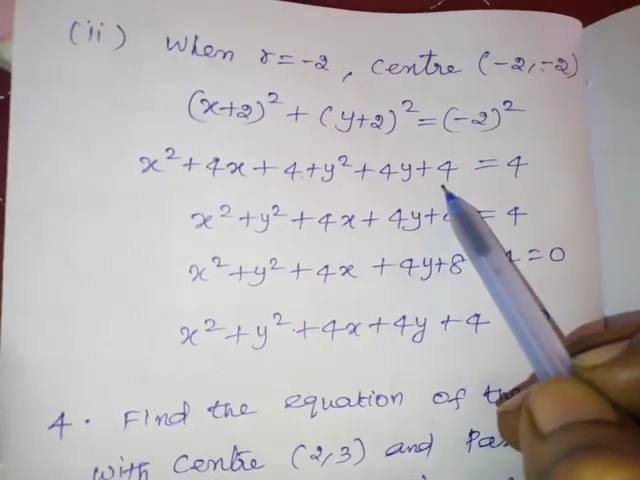 (ii) When r = -2, centre (-2, -2)
(x+2)² + (y+2)² = (-2)²
x² + 4x + 4 + y² + 4y + 4 = 4
x² + y² + 4x + 4y + = 4
x² + y² + 4x + 4y + 8 = 0
x² + y² + 4x + 4y + 4
4. Find the equation of the
with centre (2,3) and